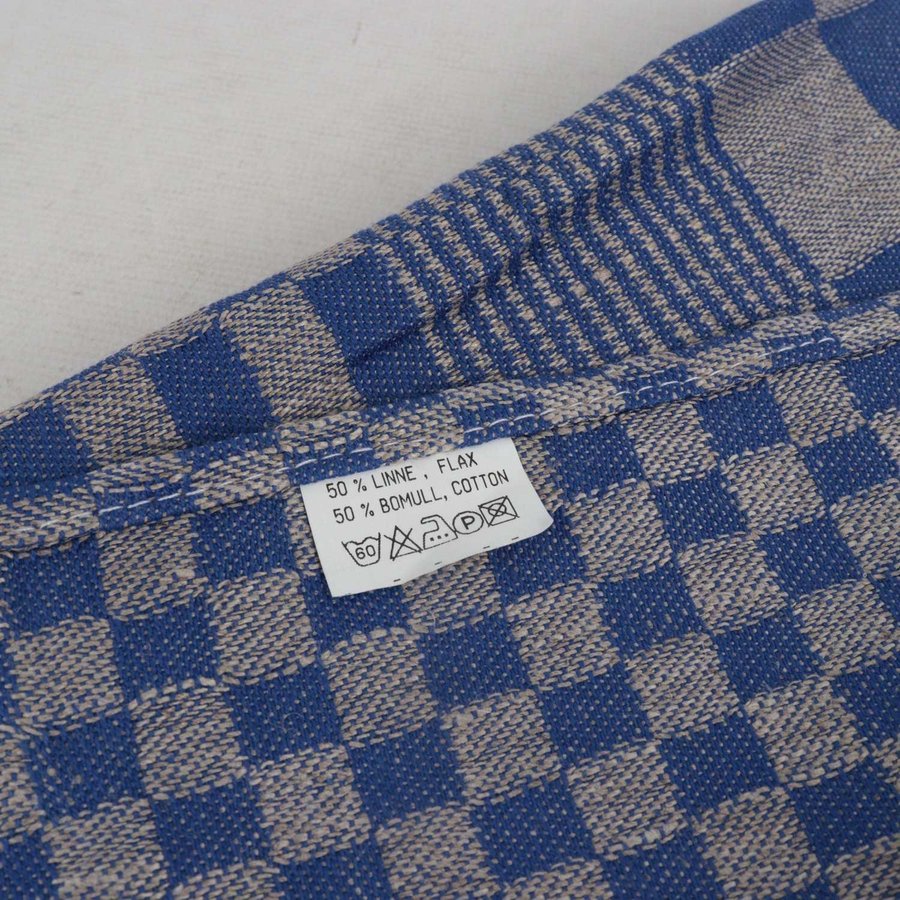 50 % LINNE, FLAX
50 % BOMULL, COTTON
60 P